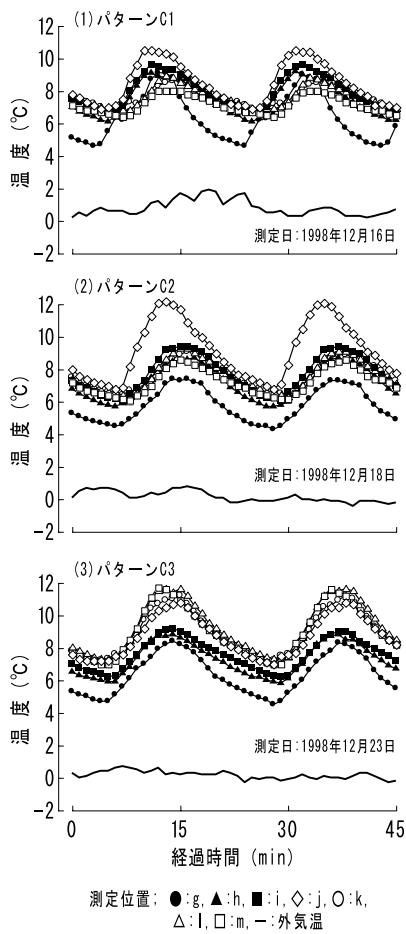 (1)パターンC1
12
10
8
6
4
2
0
-2
温度(℃)
測定日:1998年12月16日
(2)パターンC2
12
10
8
6
4
2
0
-2
温度(℃)
測定日:1998年12月18日
(3)パターンC3
12
10
8
6
4
2
0
-2
温度(℃)
測定日:1998年12月23日
0 15 30 45
経過時間(min)
測定位置; ●:g, ▲:h, ■:i, ◇:j, ○:k,
△:l, □:m, ー:外気温